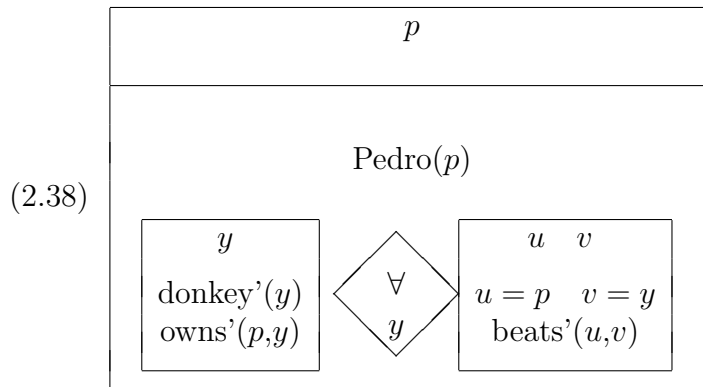 p
Pedro(p)
(2.38)
y
u v
donkey’(y)
∀
u = p v = y
owns’(p,y)
y
beats’(u,v)